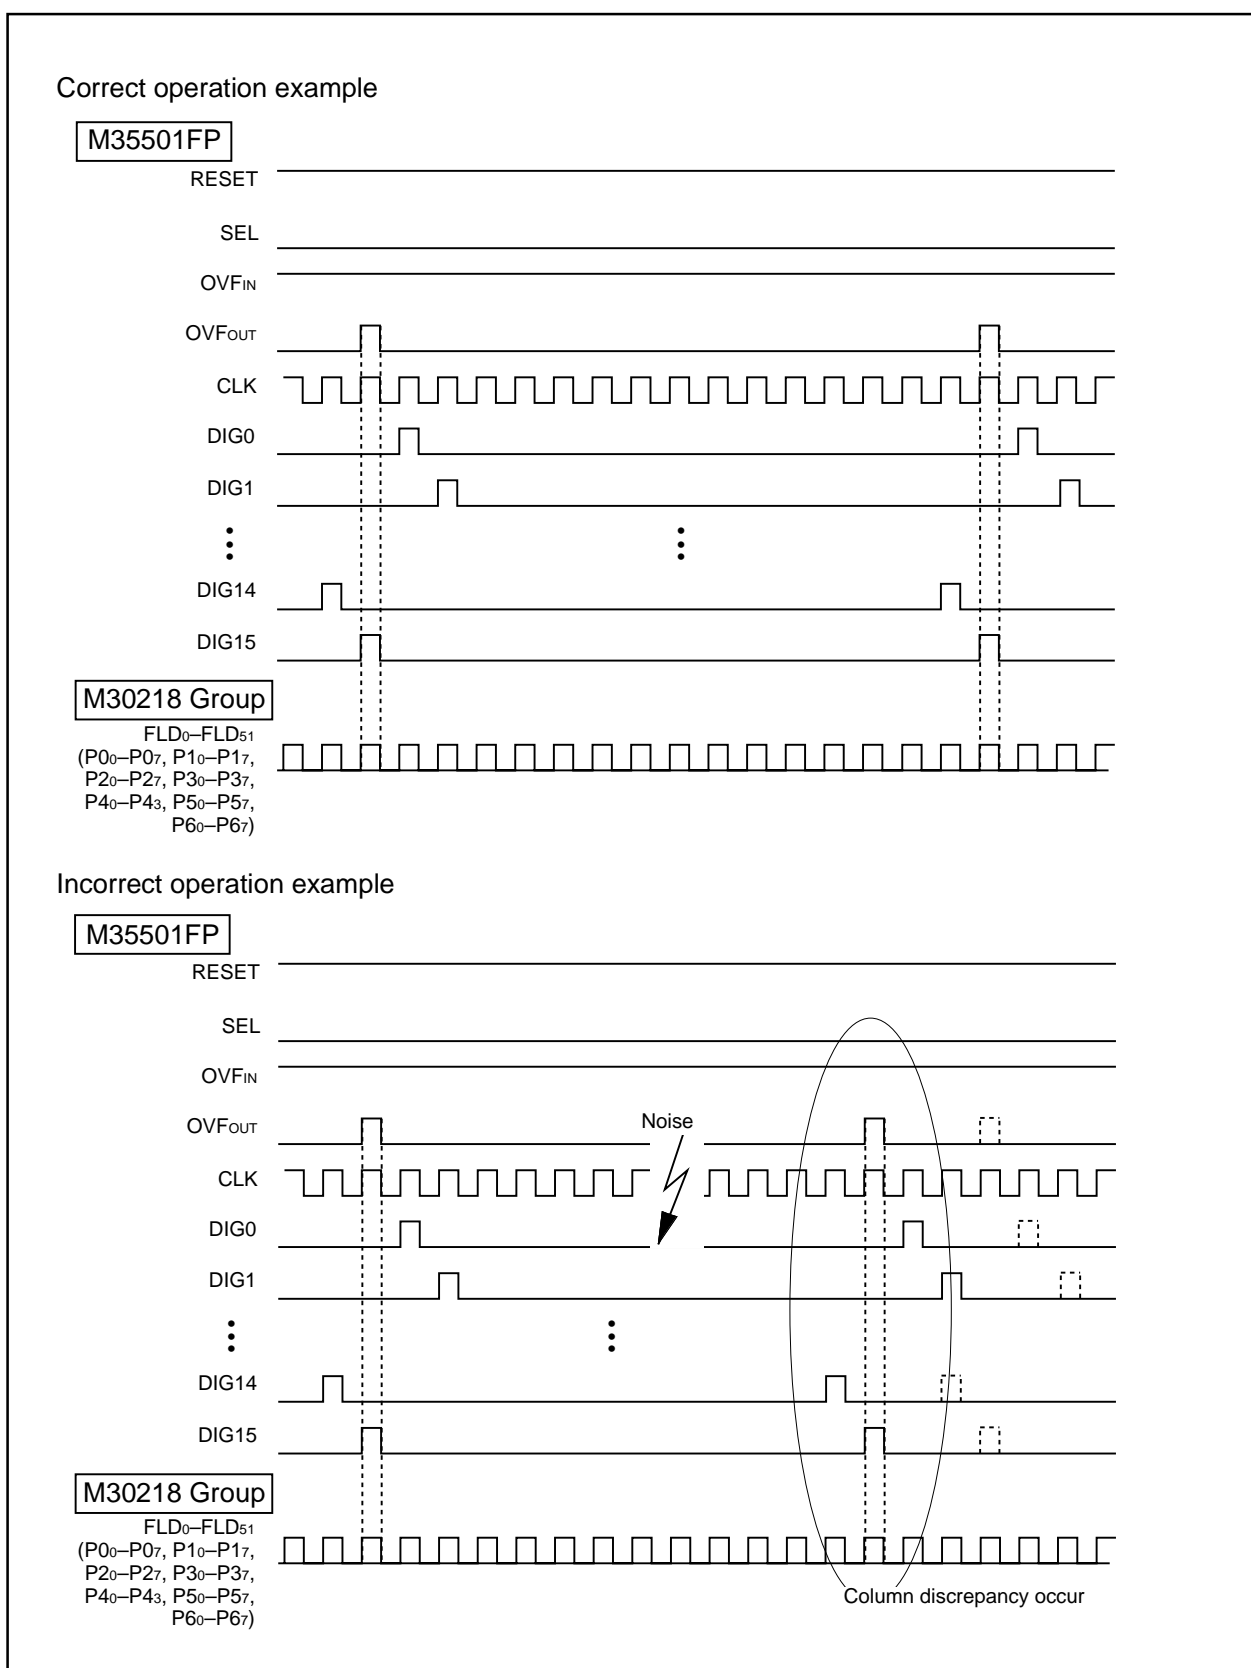 Correct operation example
M35501FP
RESET
SEL
OVFIN
OVFOUT
CLK
DIG0
DIG1
DIG14
DIG15
M30218 Group
FLD0–FLD51
(P00–P07, P10–P17,
P20–P27, P30–P37,
P40–P43, P50–P57,
P60–P67)
Incorrect operation example
M35501FP
RESET
SEL
OVFIN
OVFOUT
Noise
CLK
DIG0
DIG1
DIG14
DIG15
M30218 Group
FLD0–FLD51
(P00–P07, P10–P17,
P20–P27, P30–P37,
P40–P43, P50–P57,
P60–P67)
Column discrepancy occur